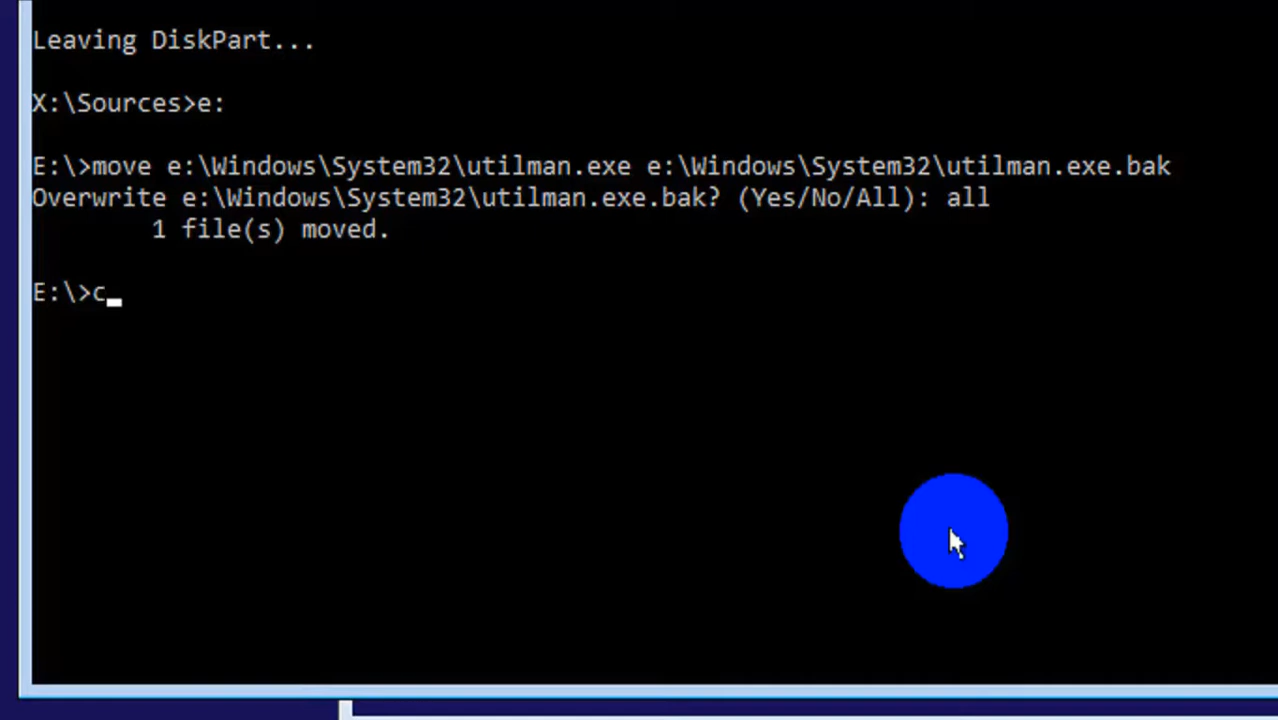 Leaving DiskPart...
X:\Sources>e:
E:\>move e:\Windows\System32\utilman.exe e:\Windows\System32\utilman.exe.bak
Overwrite e:\Windows\System32\utilman.exe.bak? (Yes/No/All): all
1 file(s) moved.
E:\>c